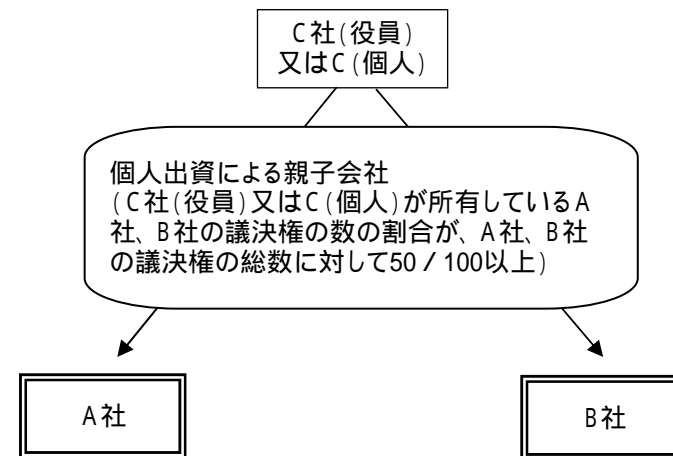 C社(役員)
又はC(個人)
個人出資による親子会社
(C社(役員)又はC(個人)が所有しているA
社、B社の議決権の数の割合が、A社、B社
の議決権の総数に対して50/100以上)
A社
B社